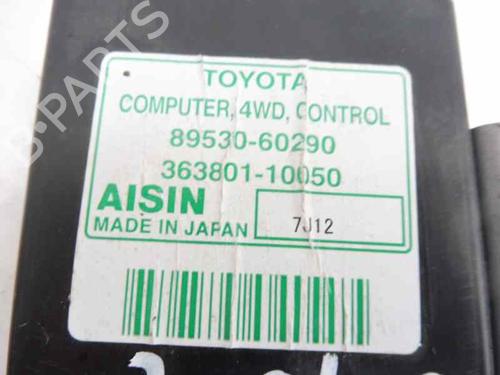 TOYOTA
COMPUTER, 4WD, CONTROL
89530-60290
363801-10050
AISIN
MADE IN JAPAN
7J12
B-PARTS